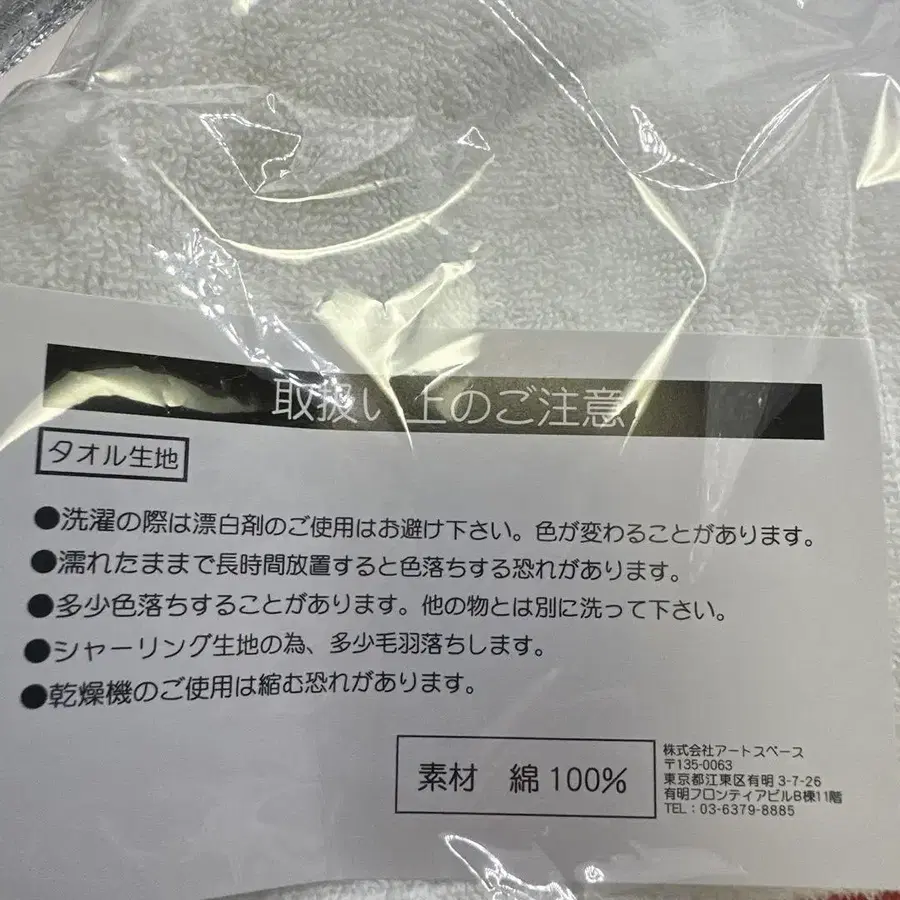 取扱い上のご注意
タオル生地
●洗濯の際は漂白剤のご使用はお避け下さい。色が変わることがあります。
●濡れたままで長時間放置すると色落ちする恐れがあります。
●多少色落ちすることがあります。他の物とは別に洗って下さい。
●シャーリング生地の為、多少毛羽落ちします。
●乾燥機のご使用は縮む恐れがあります。
素材 綿100%
株式会社アートスペース
〒135-0063
東京都江東区有明3-7-26
有明フロンティアビルB棟11階
TEL：03-6379-8885